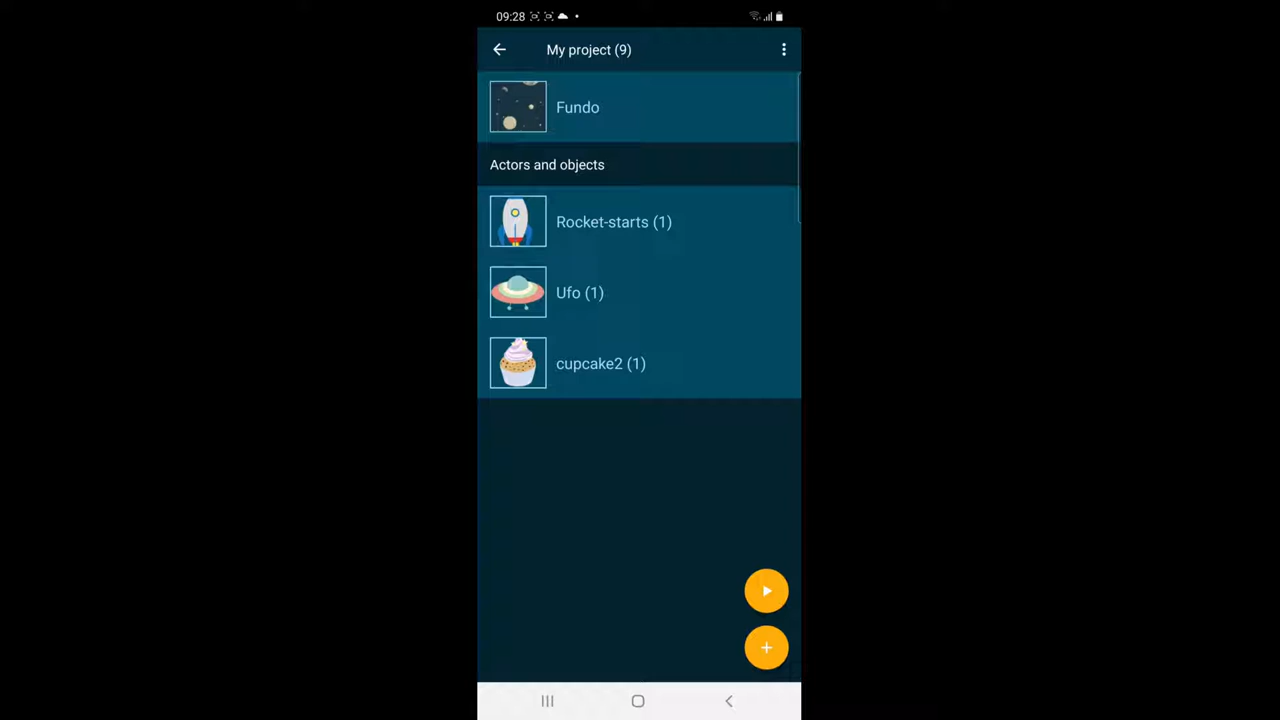 09:28
My project (9)
Fundo
Actors and objects
Rocket-starts (1)
Ufo (1)
cupcake2 (1)